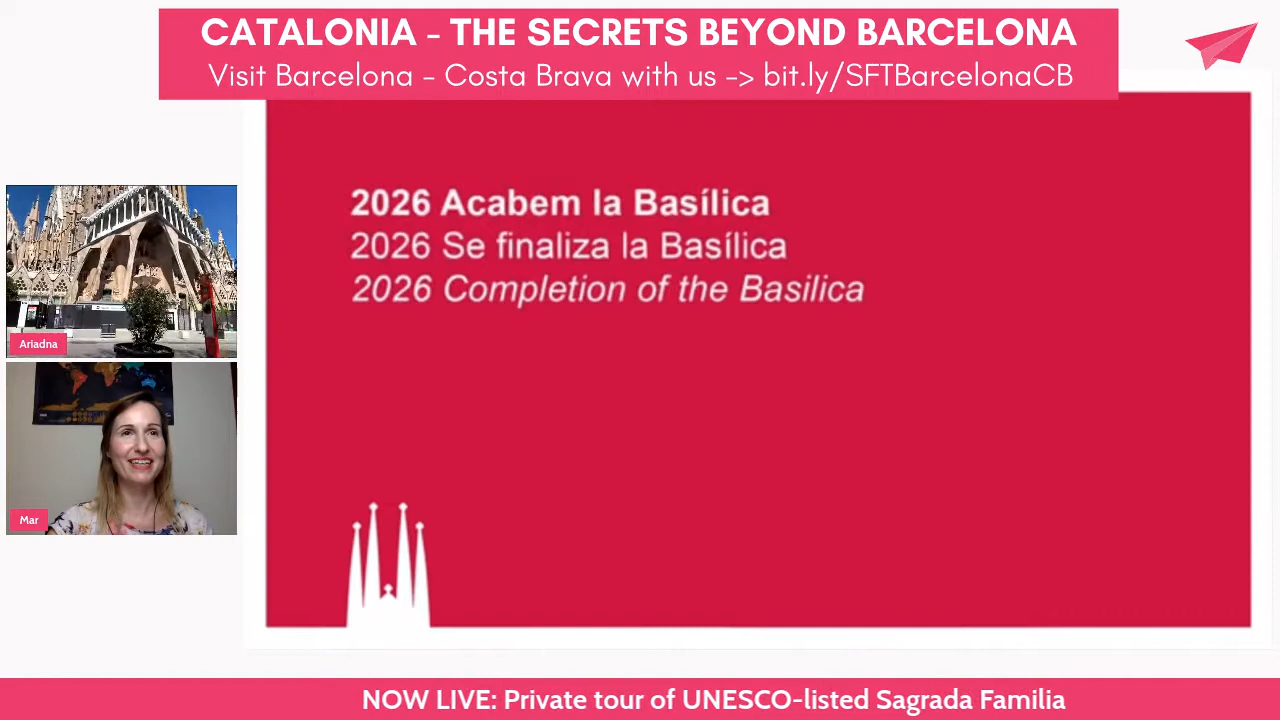 CATALONIA - THE SECRETS BEYOND BARCELONA
Visit Barcelona - Costa Brava with us -> bit.ly/SFTBarcelonaCB
2026 Acabem la Basílica
2026 Se finaliza la Basílica
2026 Completion of the Basilica
Ariadna
Mar
NOW LIVE: Private tour of UNESCO-listed Sagrada Familia